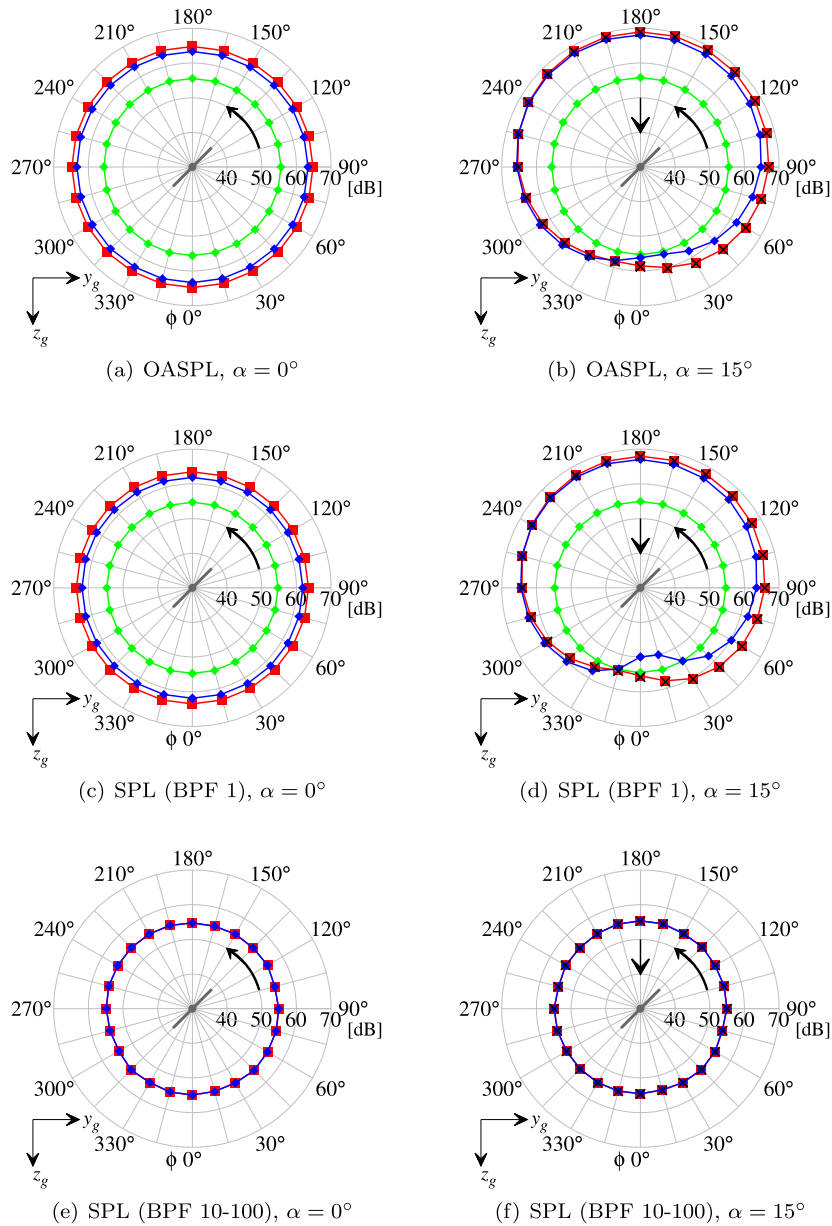 180°
210° 150°
240° 120°
270° 40 50 60 70 90°
[dB]
300° 60°
330° 30°
ϕ 0°
y_g
z_g
(a) OASPL, α = 0°
180°
210° 150°
240° 120°
270° 40 50 60 70 90°
[dB]
300° 60°
330° 30°
ϕ 0°
y_g
z_g
(b) OASPL, α = 15°
180°
210° 150°
240° 120°
270° 40 50 60 70 90°
[dB]
300° 60°
330° 30°
ϕ 0°
y_g
z_g
(c) SPL (BPF 1), α = 0°
180°
210° 150°
240° 120°
270° 40 50 60 70 90°
[dB]
300° 60°
330° 30°
ϕ 0°
y_g
z_g
(d) SPL (BPF 1), α = 15°
180°
210° 150°
240° 120°
270° 40 50 60 70 90°
[dB]
300° 60°
330° 30°
ϕ 0°
y_g
z_g
(e) SPL (BPF 10-100), α = 0°
180°
210° 150°
240° 120°
270° 40 50 60 70 90°
[dB]
300° 60°
330° 30°
ϕ 0°
y_g
z_g
(f) SPL (BPF 10-100), α = 15°